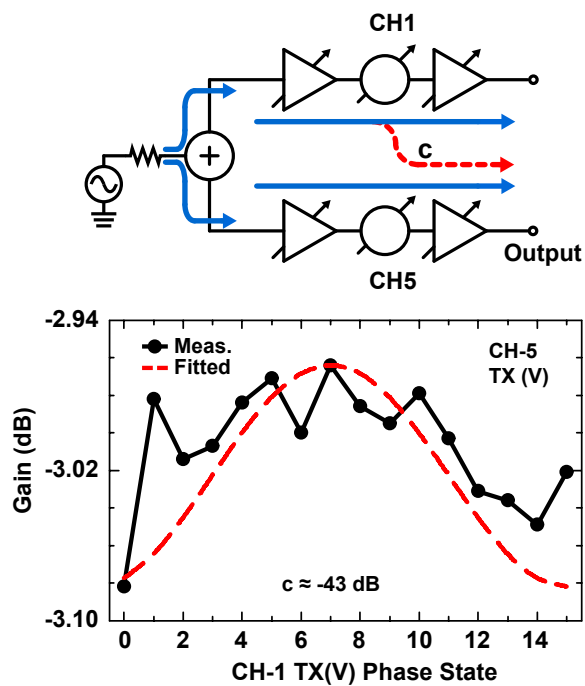 CH1
+
c
CH5
Output
-2.94
-3.02
-3.10
Gain (dB)
Meas.
Fitted
CH-5
TX (V)
c ≈ -43 dB
0 2 4 6 8 10 12 14
CH-1 TX(V) Phase State